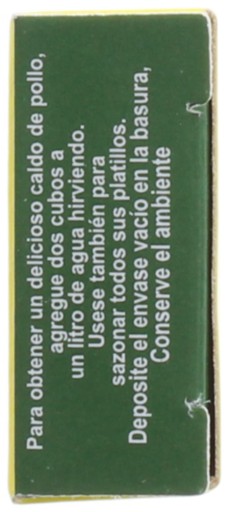 Para obtener un delicioso caldo de pollo,
agregue dos cubos a
un litro de agua hirviendo.
Usese también para
sazonar todos sus platillos.
Deposite el envase vacío en la basura,
Conserve el ambiente